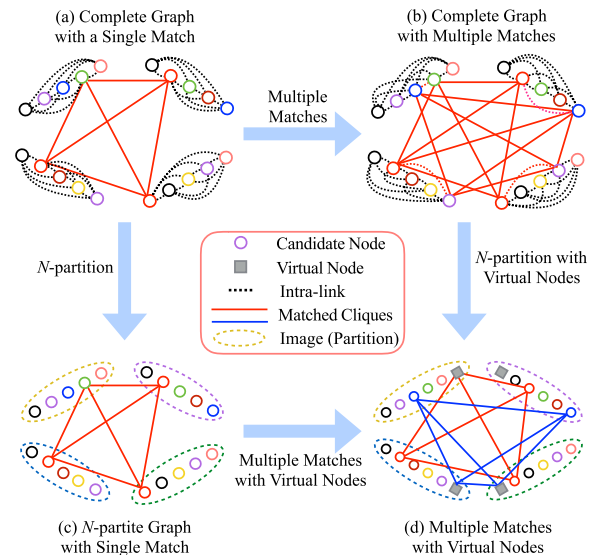 (a) Complete Graph
with a Single Match
(b) Complete Graph
with Multiple Matches
Multiple
Matches
N-partition
Candidate Node
Virtual Node
Intra-link
Matched Cliques
Image (Partition)
N-partition with
Virtual Nodes
Multiple Matches
with Virtual Nodes
(c) N-partite Graph
with Single Match
(d) Multiple Matches
with Virtual Nodes